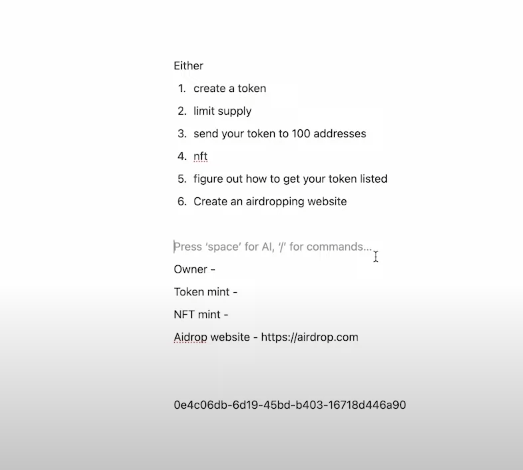 Either
1. create a token
2. limit supply
3. send your token to 100 addresses
4. nft
5. figure out how to get your token listed
6. Create an airdropping website
Press 'space' for AI, '/' for commands...
Owner -
Token mint -
NFT mint -
Aidrop website - https://airdrop.com
0e4c06db-6d19-45bd-b403-16718d446a90